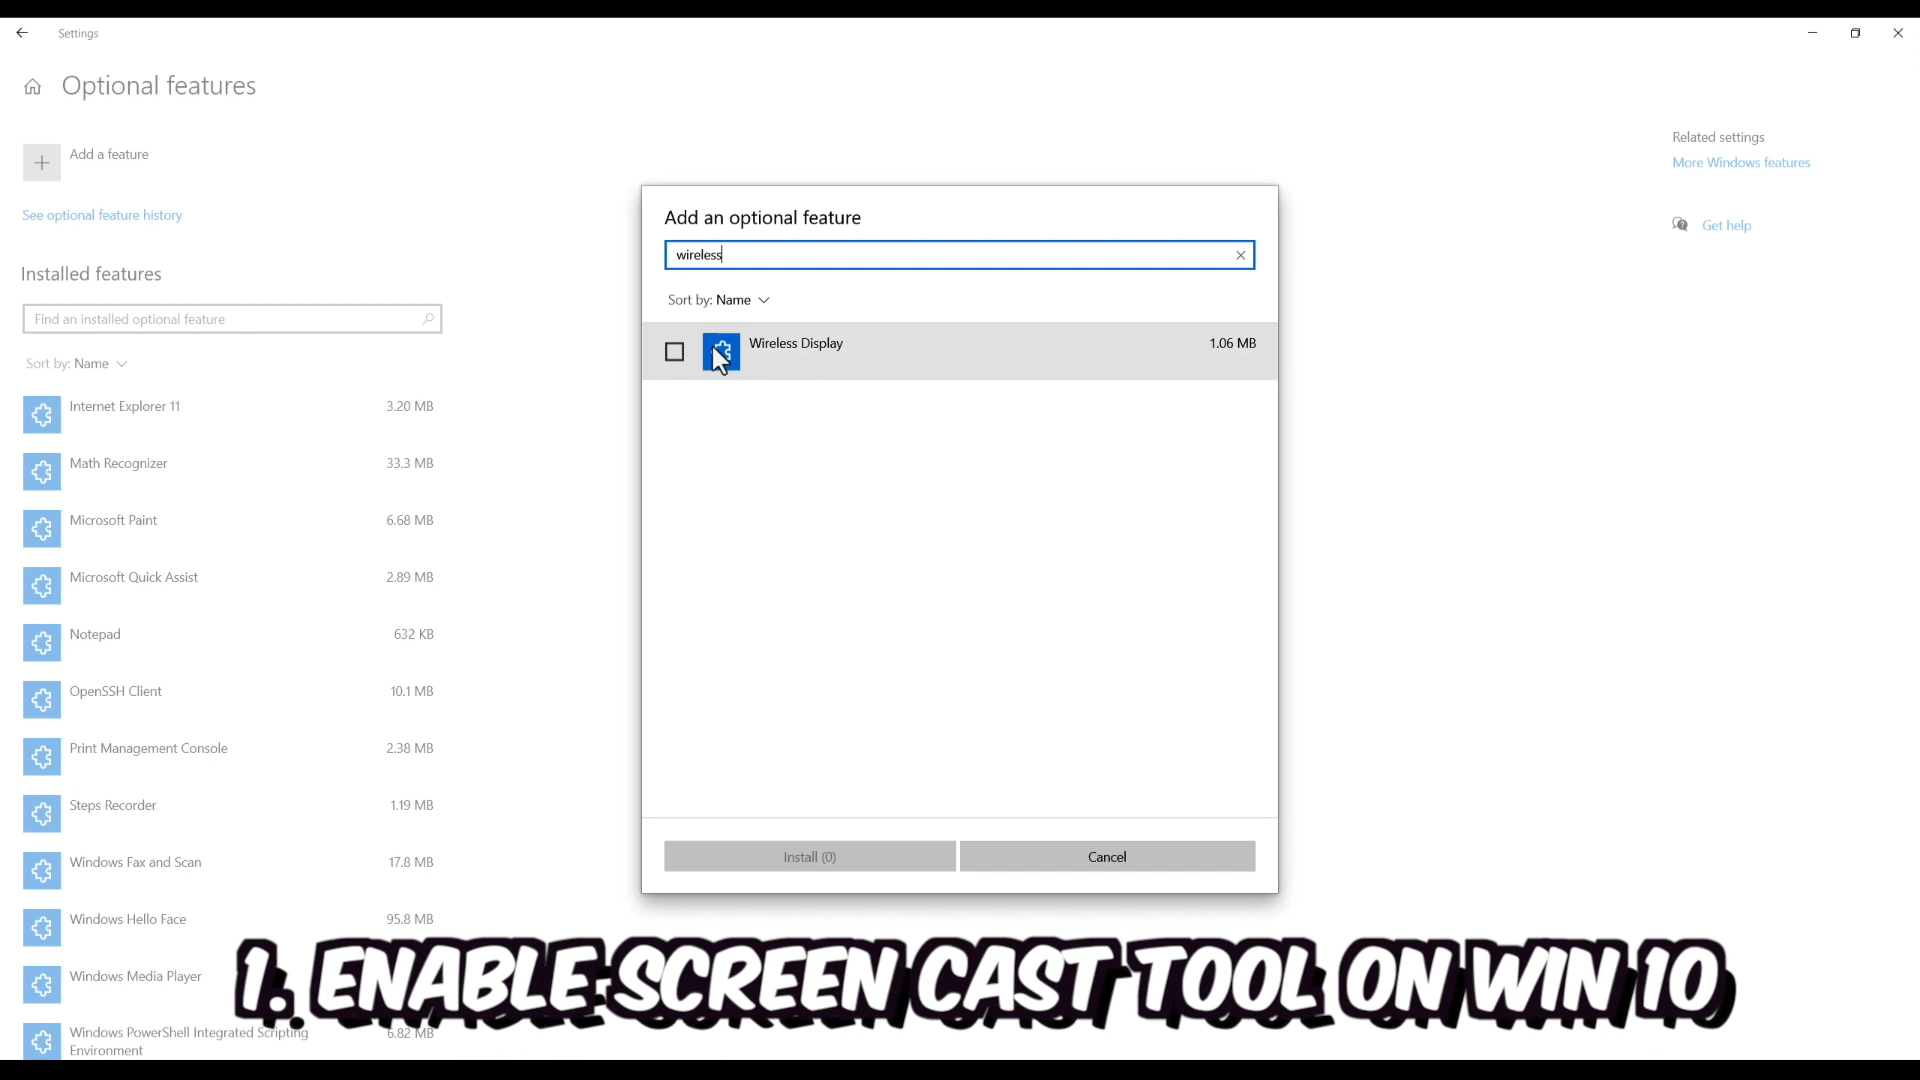 Settings
Optional features
Add a feature
See optional feature history
Installed features
Find an installed optional feature
Sort by: Name
Internet Explorer 11 3.20 MB
Math Recognizer 33.3 MB
Microsoft Paint 6.68 MB
Microsoft Quick Assist 2.89 MB
Notepad 632 KB
OpenSSH Client 10.1 MB
Print Management Console 2.38 MB
Steps Recorder 1.19 MB
Windows Fax and Scan 17.8 MB
Windows Hello Face 95.8 MB
Windows Media Player
Windows PowerShell Integrated Scripting 6.82 MB
Environment
Add an optional feature
wireless
Sort by: Name
Wireless Display 1.06 MB
Install (0) Cancel
Related settings
More Windows features
Get help
1. ENABLE SCREEN CAST TOOL ON WIN 10